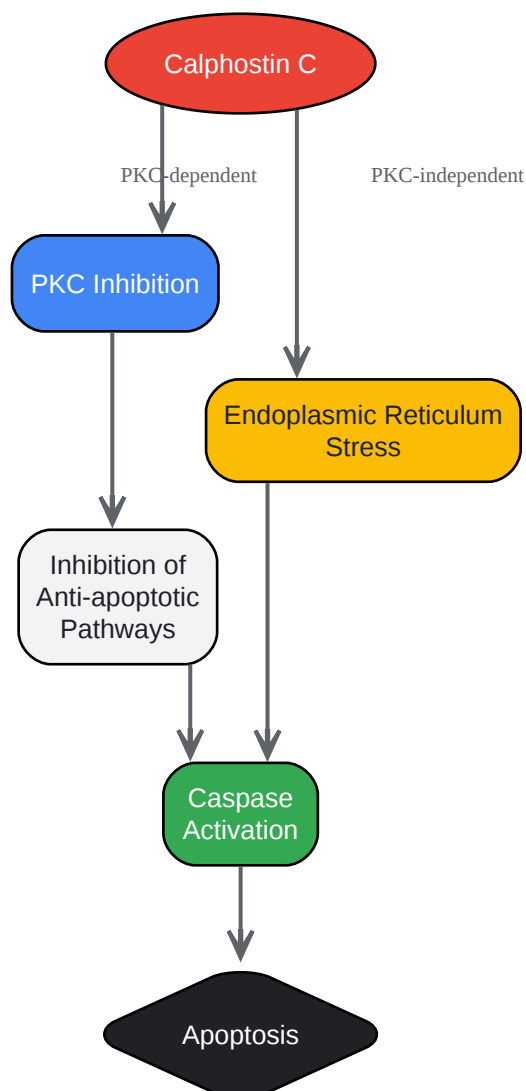 Calphostin C
PKC-dependent
PKC-independent
PKC Inhibition
Endoplasmic Reticulum
Stress
Inhibition of
Anti-apoptotic
Pathways
Caspase
Activation
Apoptosis